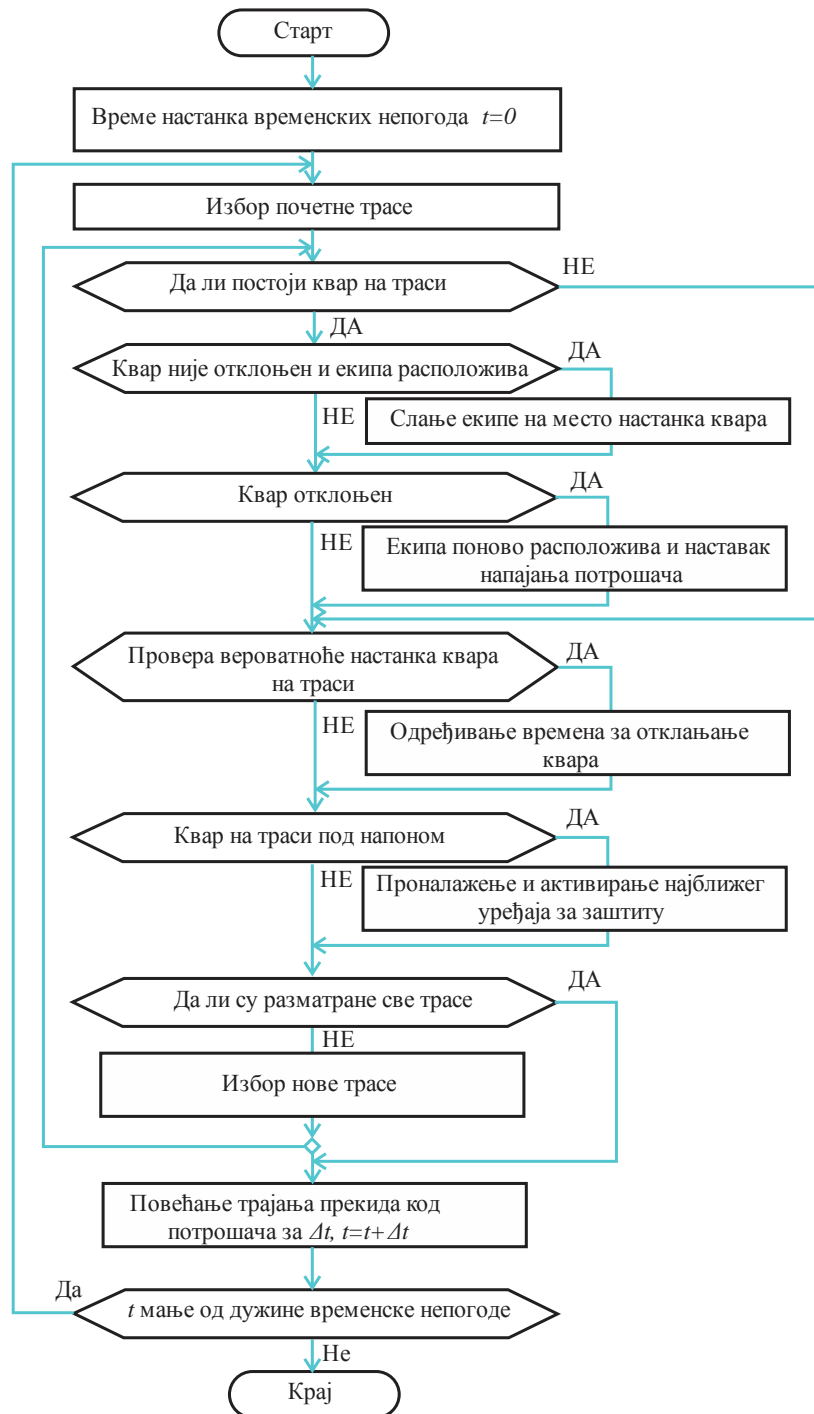 Старт
Време настанка временских непогода t=0
Избор почетне трасе
Да ли постоји квар на траси
НЕ
ДА
Квар није отклоњен и екипа расположива
ДА
НЕ
Слање екипе на место настанка квара
Квар отклоњен
ДА
НЕ
Екипа поново расположива и наставак
напајања потрошача
Провера вероватноће настанка квара
на траси
ДА
НЕ
Одређивање времена за отклањање
квара
Квар на траси под напоном
ДА
НЕ
Проналажење и активирање најближег
уређаја за заштиту
Да ли су разматране све трасе
ДА
НЕ
Избор нове трасе
Повећање трајања прекида код
потрошача за Δt, t=t+Δt
Да
t мање од дужине временске непогоде
Не
Крај